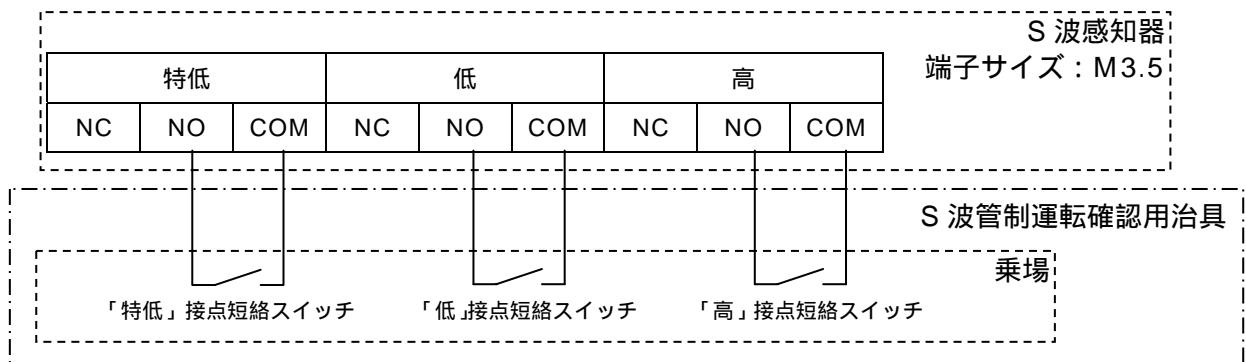 S 波感知器
端子サイズ：M3.5
特低 低 高
NC NO COM NC NO COM NC NO COM
S 波管制運転確認用治具
乗場
「特低」接点短絡スイッチ 「低」接点短絡スイッチ 「高」接点短絡スイッチ